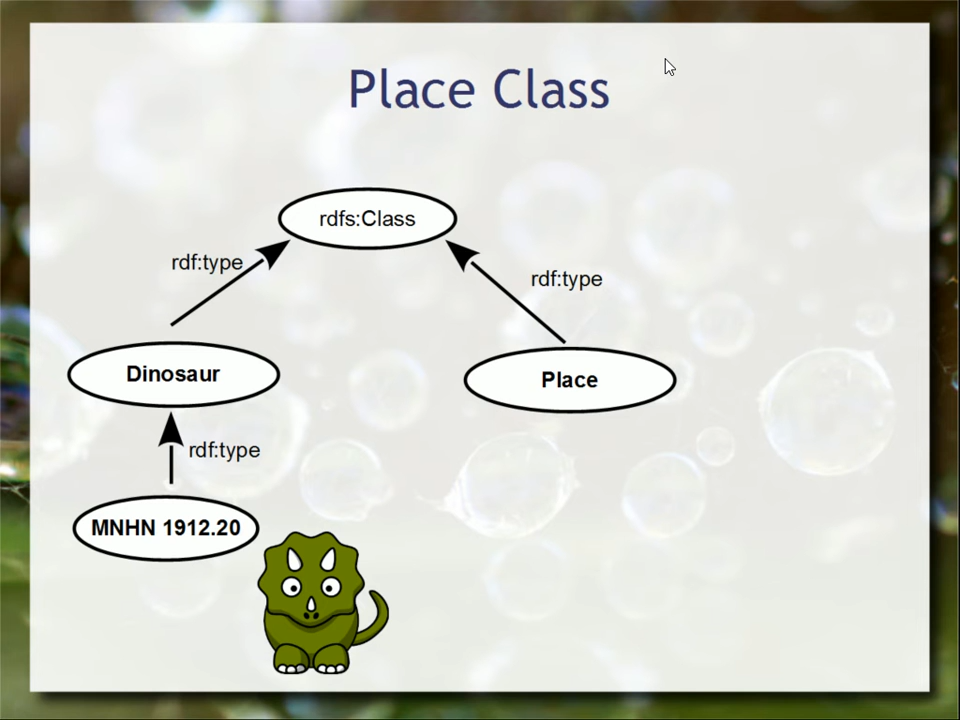 Place Class
rdfs:Class
rdf:type
rdf:type
Dinosaur
Place
rdf:type
MNHN 1912.20